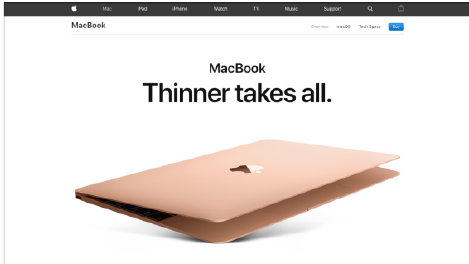 Mac iPad iPhone Watch TV Music Support
MacBook
Overview macOS Tech Specs Buy
MacBook
Thinner takes all.